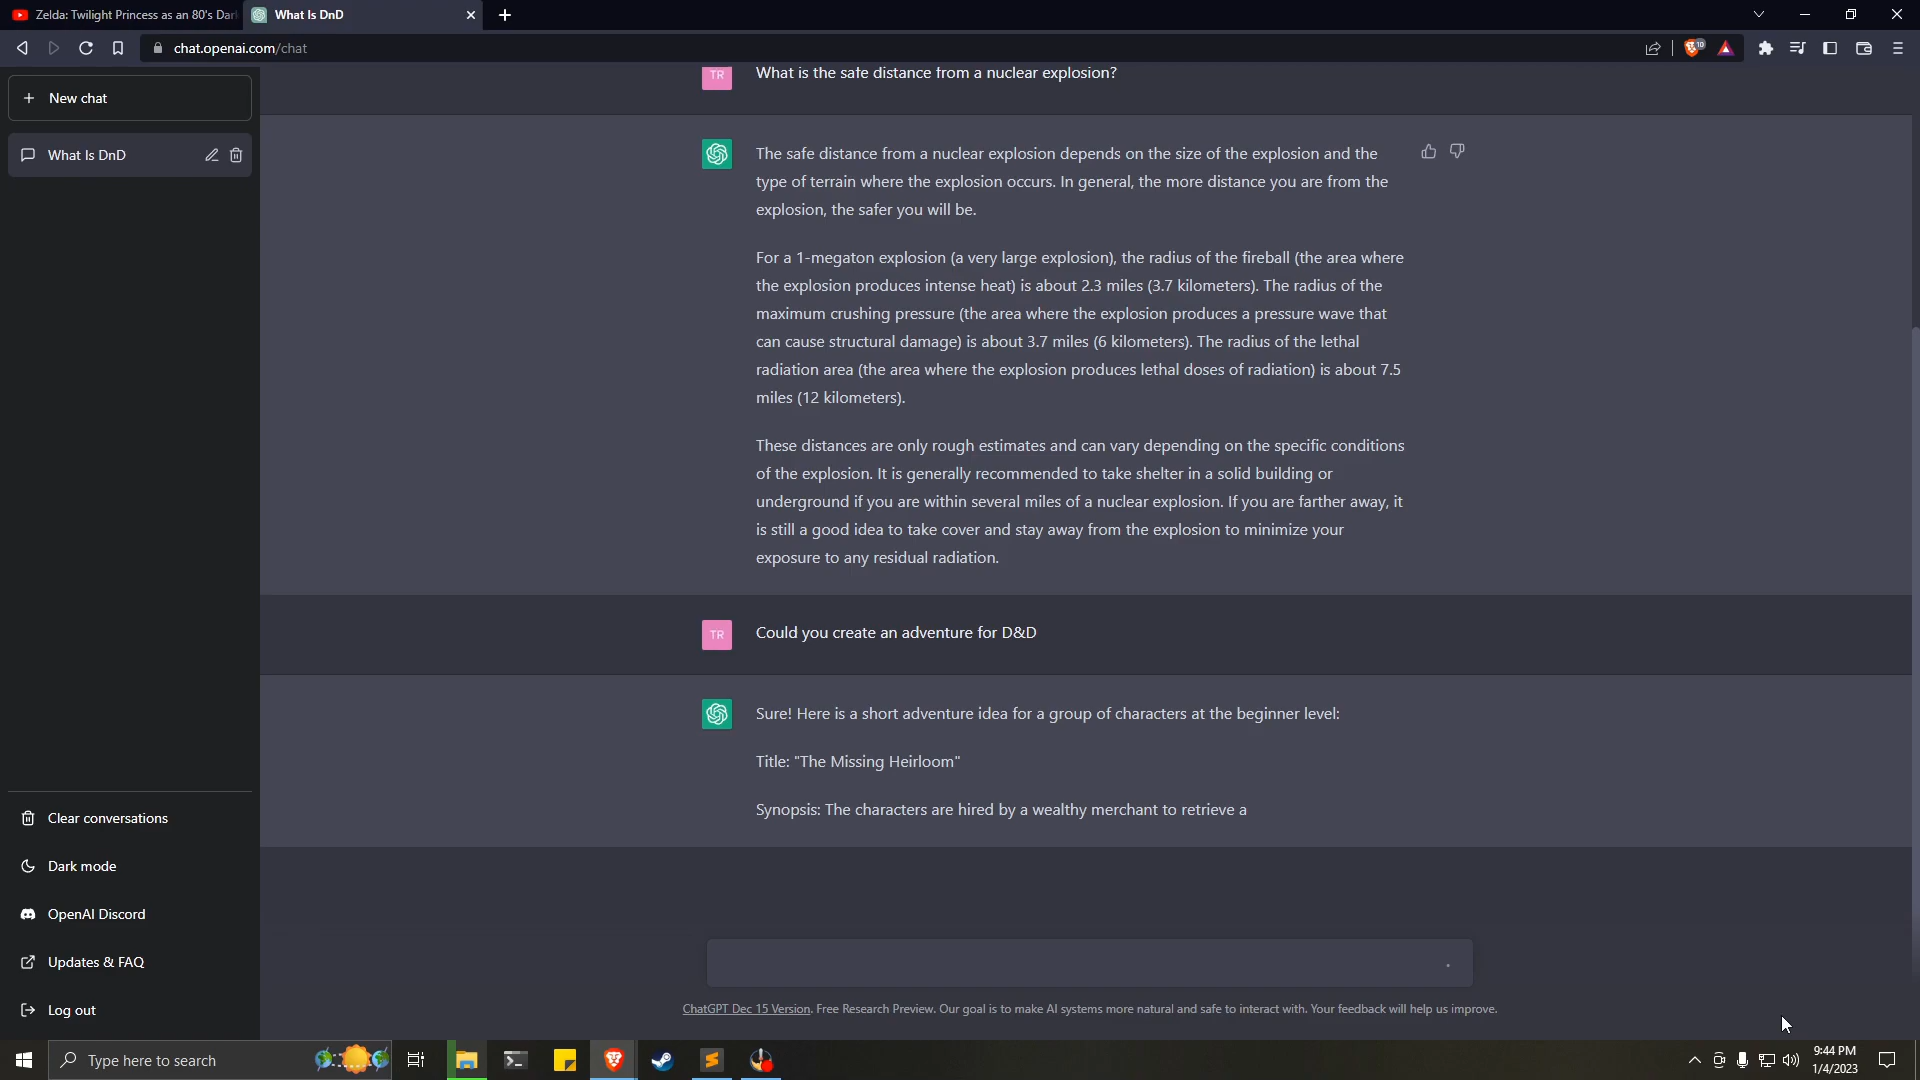 Zelda: Twilight Princess as an 80's Dar
What Is DnD
chat.openai.com/chat
10
New chat
What Is DnD
TR
What is the safe distance from a nuclear explosion?
The safe distance from a nuclear explosion depends on the size of the explosion and the
type of terrain where the explosion occurs. In general, the more distance you are from the
explosion, the safer you will be.
For a 1-megaton explosion (a very large explosion), the radius of the fireball (the area where
the explosion produces intense heat) is about 2.3 miles (3.7 kilometers). The radius of the
maximum crushing pressure (the area where the explosion produces a pressure wave that
can cause structural damage) is about 3.7 miles (6 kilometers). The radius of the lethal
radiation area (the area where the explosion produces lethal doses of radiation) is about 7.5
miles (12 kilometers).
These distances are only rough estimates and can vary depending on the specific conditions
of the explosion. It is generally recommended to take shelter in a solid building or
underground if you are within several miles of a nuclear explosion. If you are farther away, it
is still a good idea to take cover and stay away from the explosion to minimize your
exposure to any residual radiation.
TR
Could you create an adventure for D&D
Sure! Here is a short adventure idea for a group of characters at the beginner level:
Title: "The Missing Heirloom"
Synopsis: The characters are hired by a wealthy merchant to retrieve a
Clear conversations
Dark mode
OpenAI Discord
Updates & FAQ
Log out
ChatGPT Dec 15 Version. Free Research Preview. Our goal is to make AI systems more natural and safe to interact with. Your feedback will help us improve.
Type here to search
9:44 PM
1/4/2023